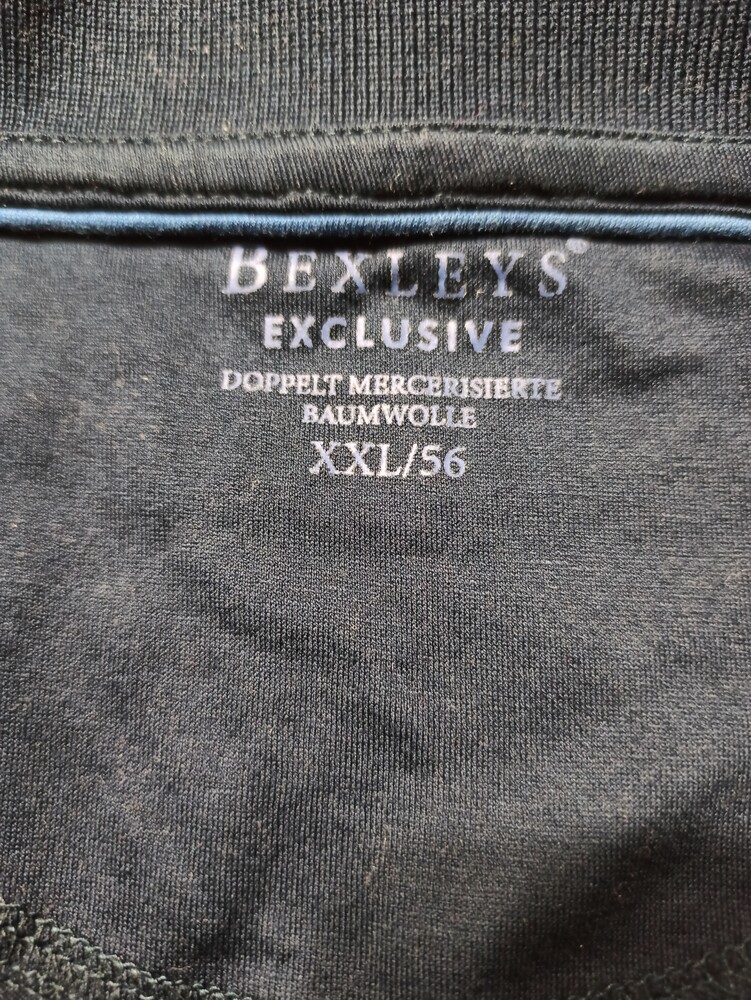 BEXLEYS®
EXCLUSIVE
DOPPELT MERCERISIERTE
BAUMWOLLE
XXL/56